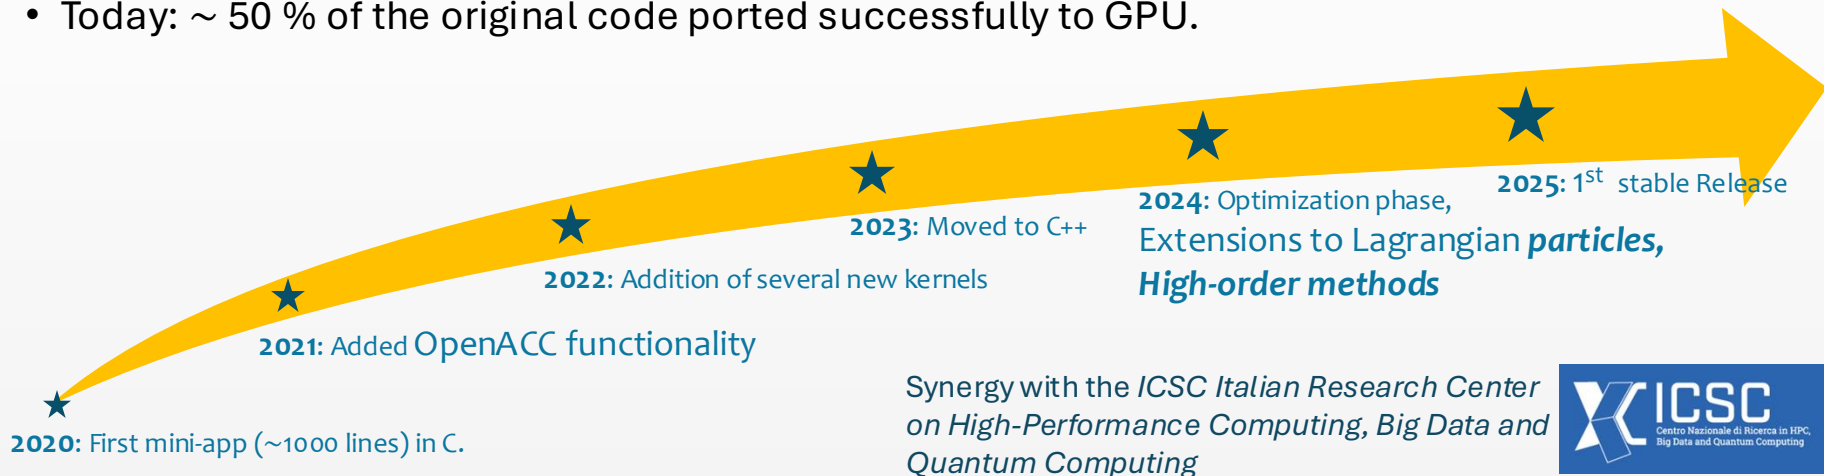 • Today: ~ 50 % of the original code ported successfully to GPU.
2025: 1st stable Release
2024: Optimization phase,
Extensions to Lagrangian particles,
High-order methods
2023: Moved to C++
2022: Addition of several new kernels
2021: Added OpenACC functionality
2020: First mini-app (~1000 lines) in C.
Synergy with the ICSC Italian Research Center
on High-Performance Computing, Big Data and
Quantum Computing
ICSC
Centro Nazionale di Ricerca in HPC,
Big Data and Quantum Computing